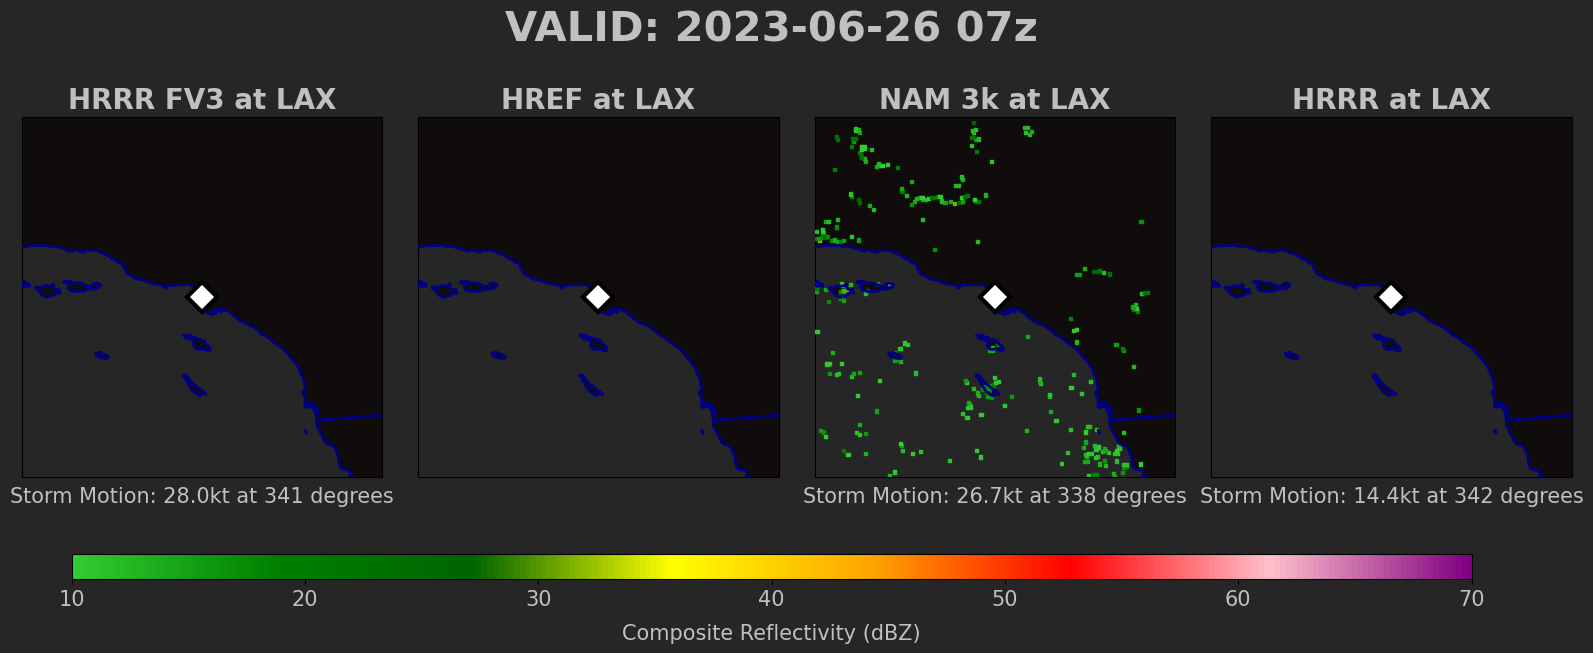 VALID: 2023-06-26 07z
HRRR FV3 at LAX
HREF at LAX
NAM 3k at LAX
HRRR at LAX
Storm Motion: 28.0kt at 341 degrees
Storm Motion: 26.7kt at 338 degrees
Storm Motion: 14.4kt at 342 degrees
10 20 30 40 50 60 70
Composite Reflectivity (dBZ)